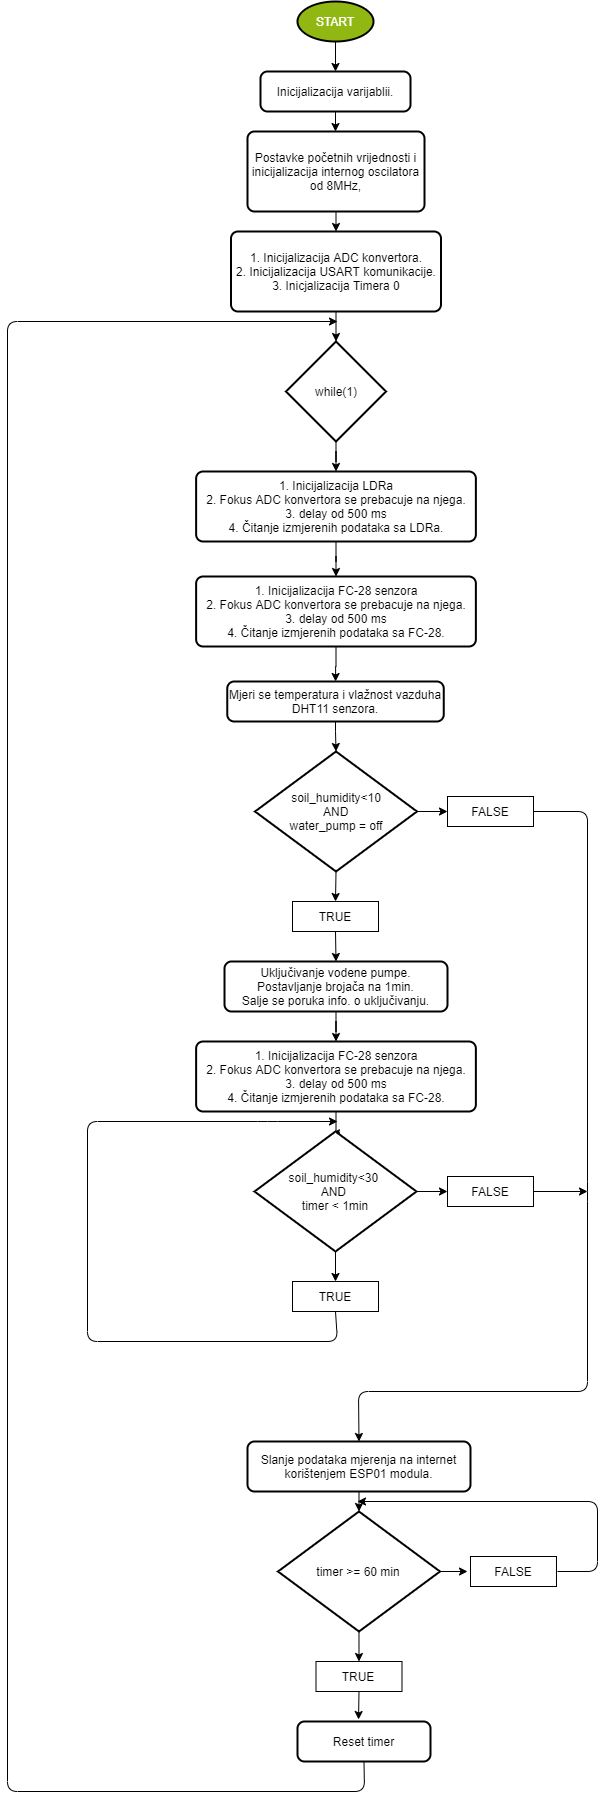 START
Inicijalizacija varijablii.
Postavke početnih vrijednosti i
inicijalizacija internog oscilatora
od 8MHz,
1. Inicijalizacija ADC konvertora.
2. Inicijalizacija USART komunikacije.
3. Inicjalizacija Timera 0
while(1)
1. Inicijalizacija LDRa
2. Fokus ADC konvertora se prebacuje na njega.
3. delay od 500 ms
4. Čitanje izmjerenih podataka sa LDRa.
1. Inicijalizacija FC-28 senzora
2. Fokus ADC konvertora se prebacuje na njega.
3. delay od 500 ms
4. Čitanje izmjerenih podataka sa FC-28.
Mjeri se temperatura i vlažnost vazduha
DHT11 senzora.
soil_humidity<10
AND
water_pump = off
FALSE
TRUE
Uključivanje vodene pumpe.
Postavljanje brojača na 1min.
Salje se poruka info. o uključivanju.
1. Inicijalizacija FC-28 senzora
2. Fokus ADC konvertora se prebacuje na njega.
3. delay od 500 ms
4. Čitanje izmjerenih podataka sa FC-28.
soil_humidity<30
AND
timer < 1min
FALSE
TRUE
Slanje podataka mjerenja na internet
korištenjem ESP01 modula.
timer >= 60 min
FALSE
TRUE
Reset timer